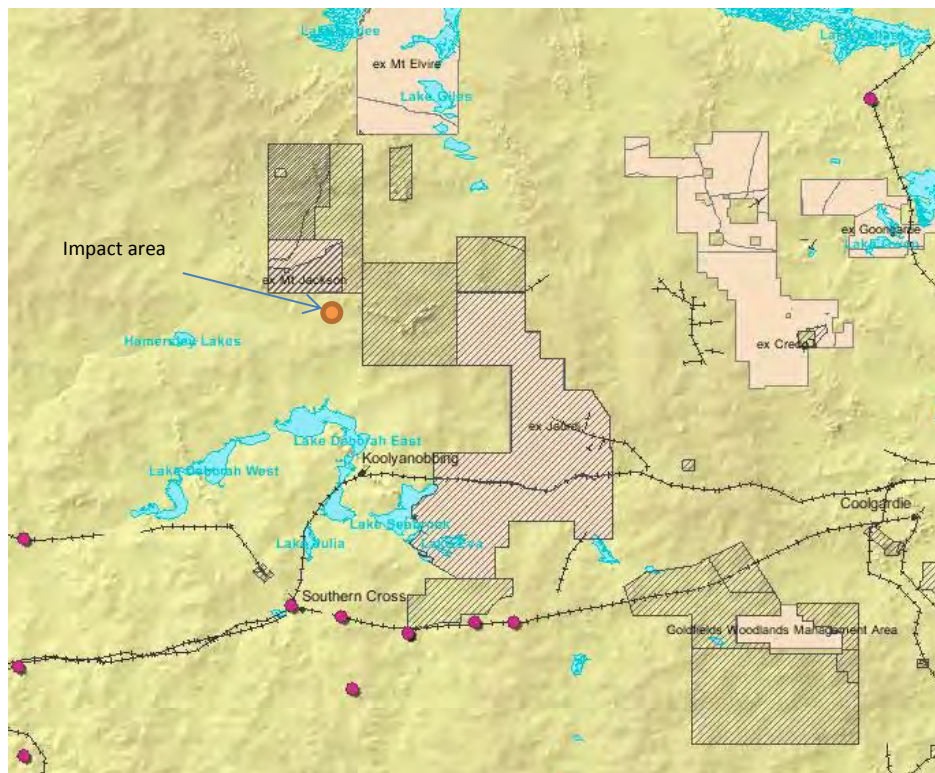 ex Mt Elvire
Lake Giles
Impact area
ex Mt Jackson
ex Goongarrie
Hamersley Lakes
ex Credo
Lake Deborah East
ex Jaurdi
Koolyanobbing
Lake Deborah West
Coolgardie
Lake Seabrook
Lake Julia
Southern Cross
Goldfields Woodlands Management Area